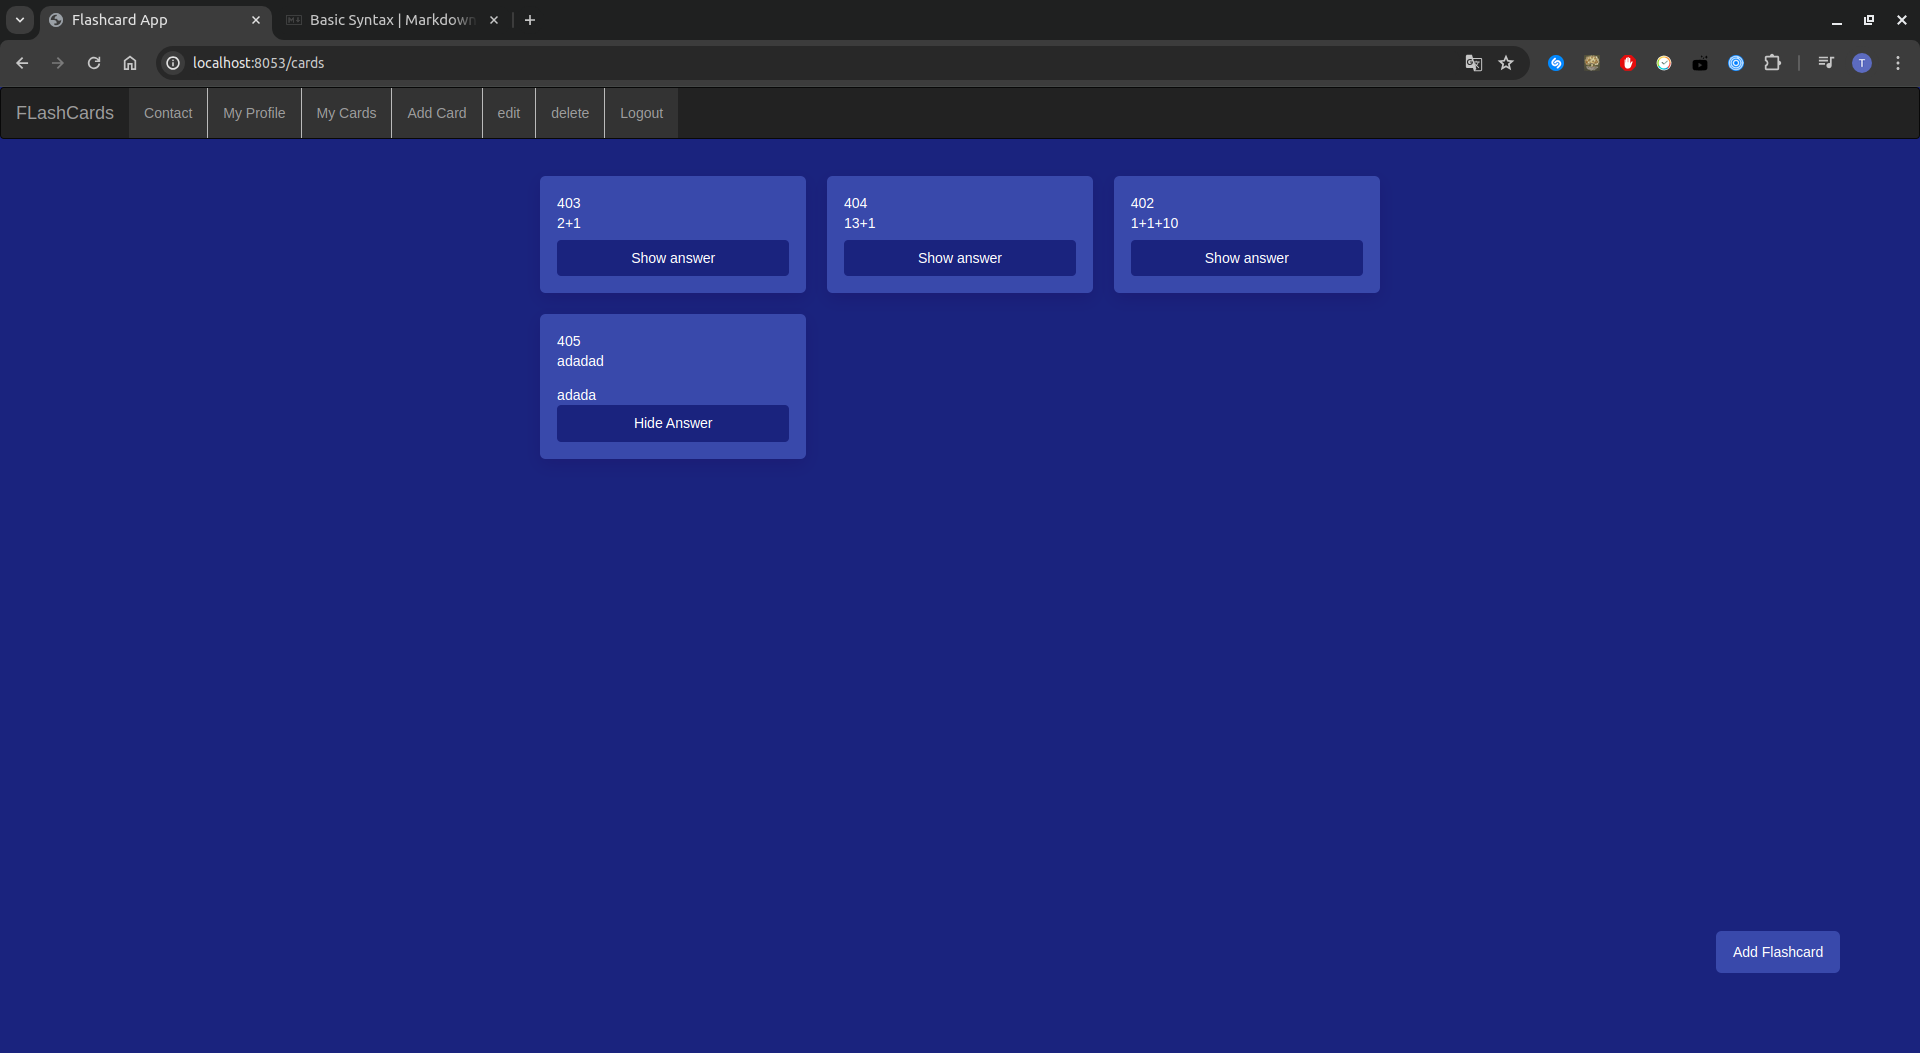 Flashcard App
Basic Syntax | Markdown
localhost:8053/cards
T
FLashCards
Contact
My Profile
My Cards
Add Card
edit
delete
Logout
403
2+1
Show answer
404
13+1
Show answer
402
1+1+10
Show answer
405
adadad
adada
Hide Answer
Add Flashcard